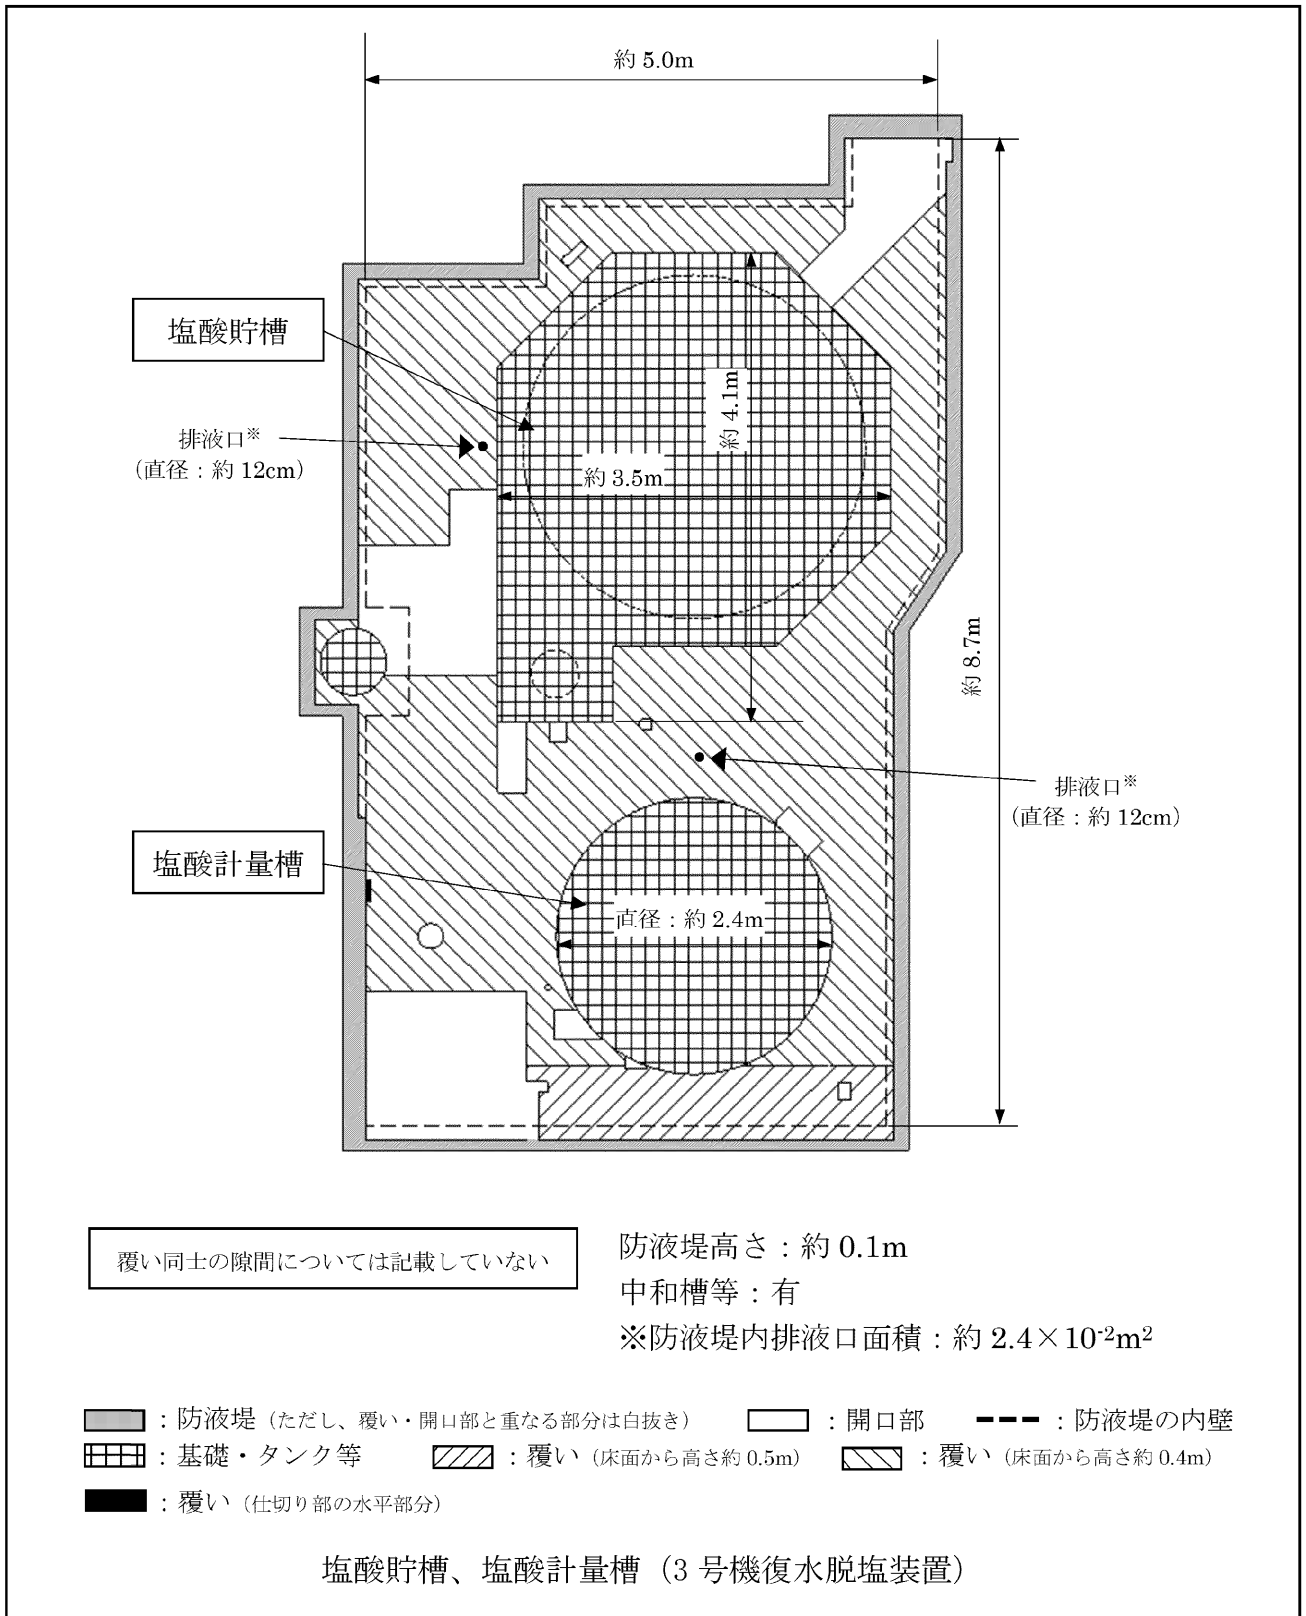 約 5.0m
塩酸貯槽
約 4.1m
排液口※
(直径：約 12cm)
約 3.5m
約 8.7m
排液口※
(直径：約 12cm)
塩酸計量槽
直径：約 2.4m
覆い同士の隙間については記載していない
防液堤高さ：約 0.1m
中和槽等：有
※防液堤内排液口面積：約 2.4×10⁻²m²
：防液堤（ただし、覆い・開口部と重なる部分は白抜き） ：開口部 ：防液堤の内壁
：基礎・タンク等 ：覆い（床面から高さ約 0.5m） ：覆い（床面から高さ約 0.4m）
：覆い（仕切り部の水平部分）
塩酸貯槽、塩酸計量槽（3 号機復水脱塩装置）